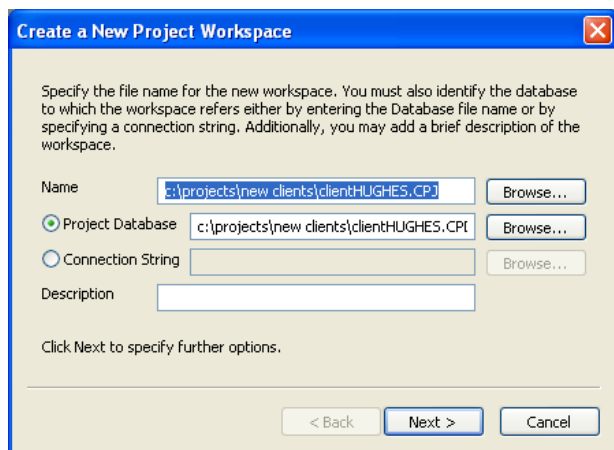 Create a New Project Workspace
Specify the file name for the new workspace. You must also identify the database
to which the workspace refers either by entering the Database file name or by
specifying a connection string. Additionally, you may add a brief description of the
workspace.
Name c:\projects\new clients\clientHUGHES.CPJ Browse...
Project Database c:\projects\new clients\clientHUGHES.CPI Browse...
Connection String Browse...
Description
Click Next to specify further options.
< Back Next > Cancel